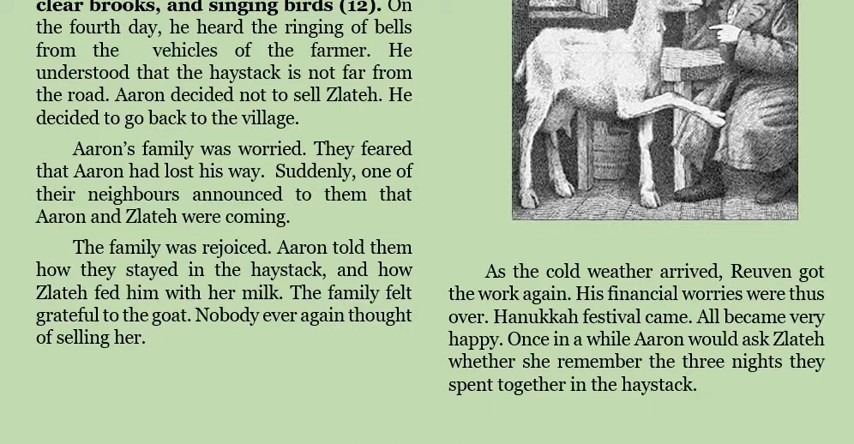 clear brooks, and singing birds (12). On
the fourth day, he heard the ringing of bells
from the vehicles of the farmer. He
understood that the haystack is not far from
the road. Aaron decided not to sell Zlateh. He
decided to go back to the village.
Aaron's family was worried. They feared
that Aaron had lost his way. Suddenly, one of
their neighbours announced to them that
Aaron and Zlateh were coming.
The family was rejoiced. Aaron told them
how they stayed in the haystack, and how
Zlateh fed him with her milk. The family felt
grateful to the goat. Nobody ever again thought
of selling her.
As the cold weather arrived, Reuven got
the work again. His financial worries were thus
over. Hanukkah festival came. All became very
happy. Once in a while Aaron would ask Zlateh
whether she remember the three nights they
spent together in the haystack.